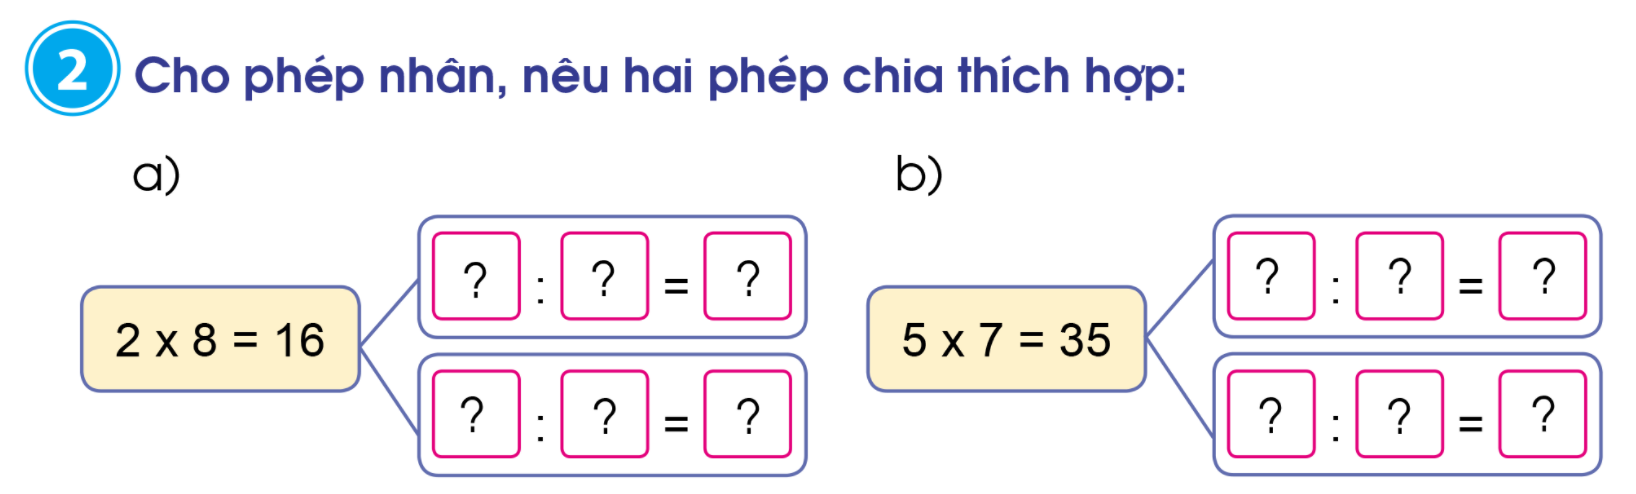 2 Cho phép nhân, nêu hai phép chia thích hợp:
a) b)
? : ? = ? ? : ? = ?
2 x 8 = 16 5 x 7 = 35
? : ? = ? ? : ? = ?